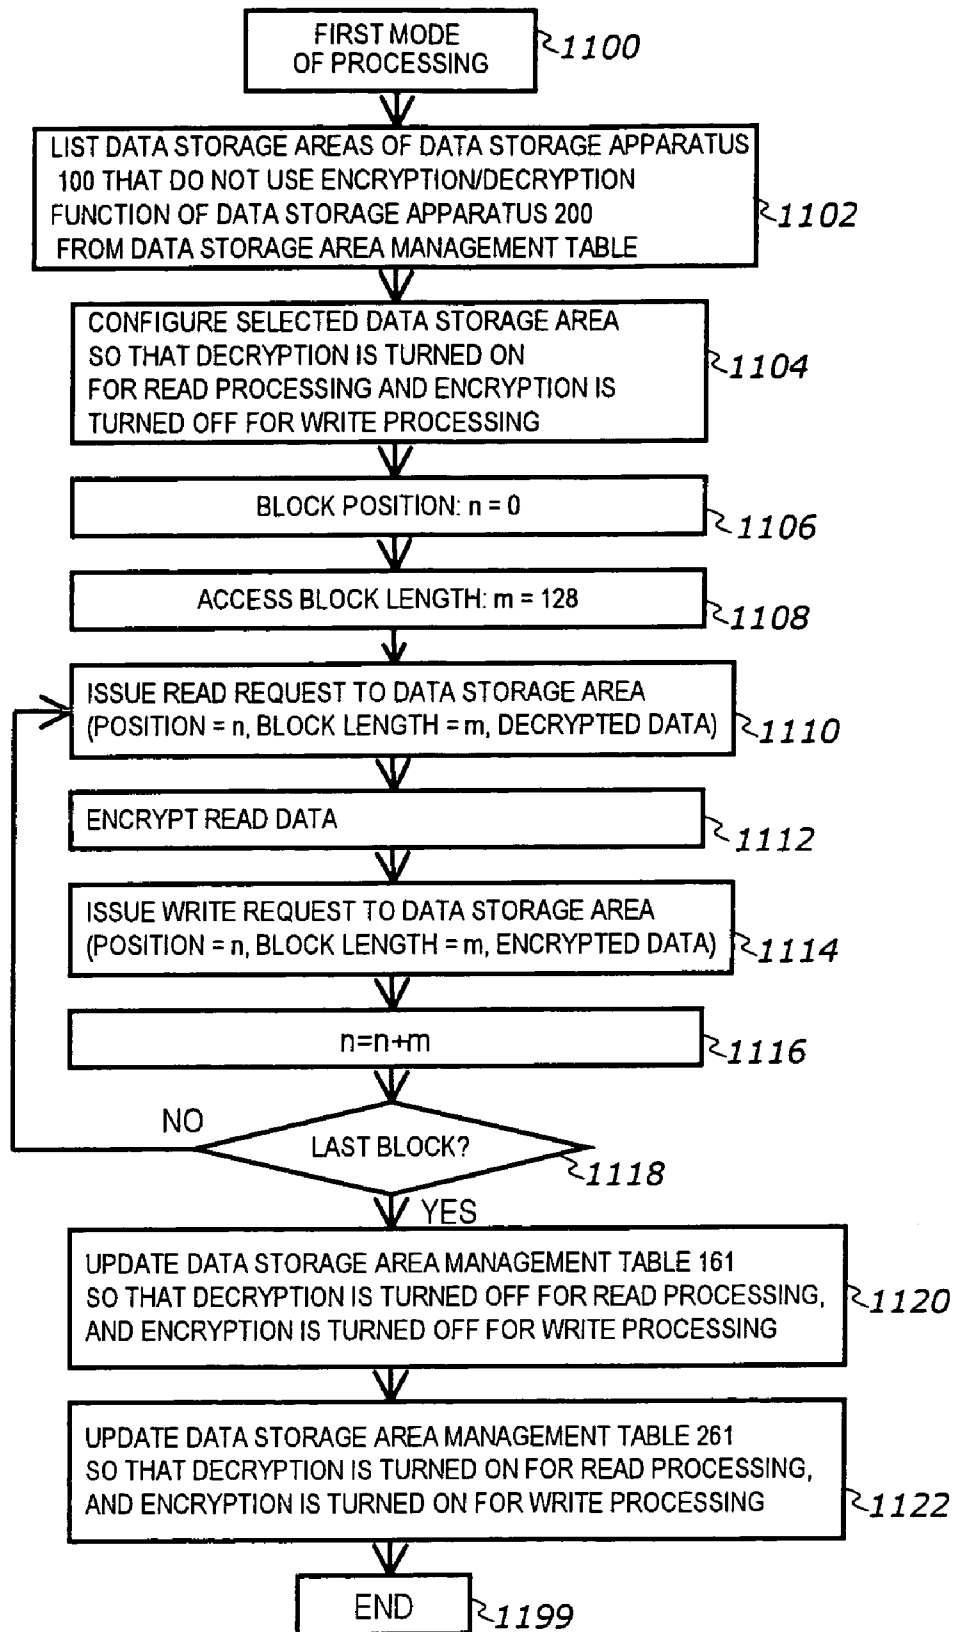 FIRST MODE
OF PROCESSING
1100
LIST DATA STORAGE AREAS OF DATA STORAGE APPARATUS
100 THAT DO NOT USE ENCRYPTION/DECRYPTION
FUNCTION OF DATA STORAGE APPARATUS 200
FROM DATA STORAGE AREA MANAGEMENT TABLE
1102
CONFIGURE SELECTED DATA STORAGE AREA
SO THAT DECRYPTION IS TURNED ON
FOR READ PROCESSING AND ENCRYPTION IS
TURNED OFF FOR WRITE PROCESSING
1104
BLOCK POSITION: n = 0
1106
ACCESS BLOCK LENGTH: m = 128
1108
ISSUE READ REQUEST TO DATA STORAGE AREA
(POSITION = n, BLOCK LENGTH = m, DECRYPTED DATA)
1110
ENCRYPT READ DATA
1112
ISSUE WRITE REQUEST TO DATA STORAGE AREA
(POSITION = n, BLOCK LENGTH = m, ENCRYPTED DATA)
1114
n=n+m
1116
NO
LAST BLOCK?
1118
YES
UPDATE DATA STORAGE AREA MANAGEMENT TABLE 161
SO THAT DECRYPTION IS TURNED OFF FOR READ PROCESSING,
AND ENCRYPTION IS TURNED OFF FOR WRITE PROCESSING
1120
UPDATE DATA STORAGE AREA MANAGEMENT TABLE 261
SO THAT DECRYPTION IS TURNED ON FOR READ PROCESSING,
AND ENCRYPTION IS TURNED ON FOR WRITE PROCESSING
1122
END
1199